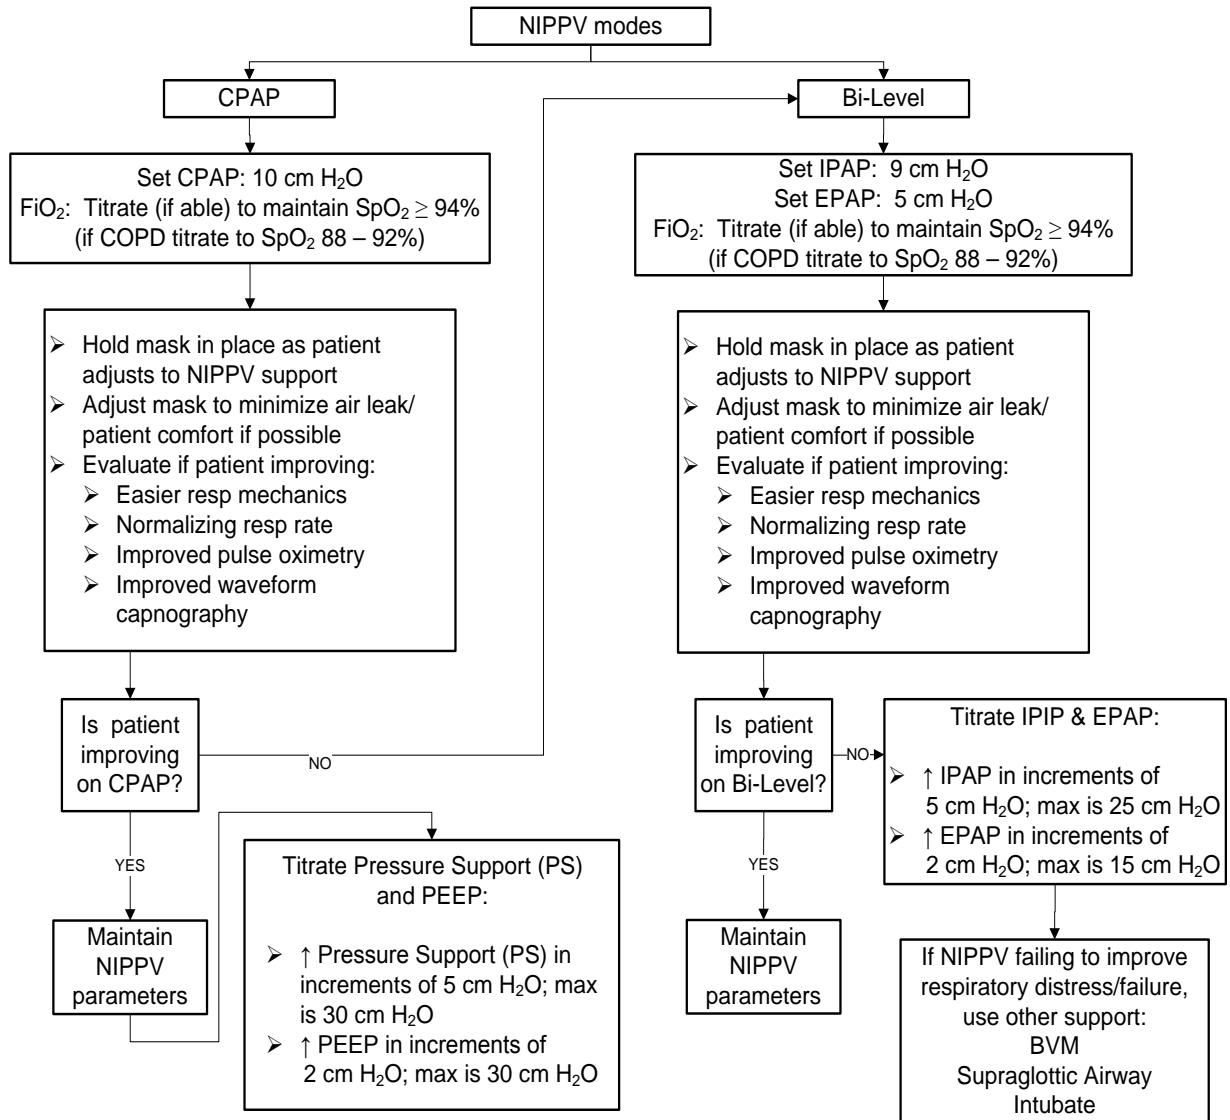 NIPPV modes
CPAP
Set CPAP: 10 cm H₂O
FiO₂: Titrate (if able) to maintain SpO₂ ≥ 94%
(if COPD titrate to SpO₂ 88 – 92%)
➢ Hold mask in place as patient
adjusts to NIPPV support
➢ Adjust mask to minimize air leak/
patient comfort if possible
➢ Evaluate if patient improving:
➢ Easier resp mechanics
➢ Normalizing resp rate
➢ Improved pulse oximetry
➢ Improved waveform
capnography
Is patient
improving
on CPAP?
NO
YES
Maintain
NIPPV
parameters
Titrate Pressure Support (PS)
and PEEP:
➢ ↑ Pressure Support (PS) in
increments of 5 cm H₂O; max
is 30 cm H₂O
➢ ↑ PEEP in increments of
2 cm H₂O; max is 30 cm H₂O
Bi-Level
Set IPAP: 9 cm H₂O
Set EPAP: 5 cm H₂O
FiO₂: Titrate (if able) to maintain SpO₂ ≥ 94%
(if COPD titrate to SpO₂ 88 – 92%)
➢ Hold mask in place as patient
adjusts to NIPPV support
➢ Adjust mask to minimize air leak/
patient comfort if possible
➢ Evaluate if patient improving:
➢ Easier resp mechanics
➢ Normalizing resp rate
➢ Improved pulse oximetry
➢ Improved waveform
capnography
Is patient
improving
on Bi-Level?
NO
YES
Maintain
NIPPV
parameters
Titrate IPIP & EPAP:
➢ ↑ IPAP in increments of
5 cm H₂O; max is 25 cm H₂O
➢ ↑ EPAP in increments of
2 cm H₂O; max is 15 cm H₂O
If NIPPV failing to improve
respiratory distress/failure,
use other support:
BVM
Supraglottic Airway
Intubate